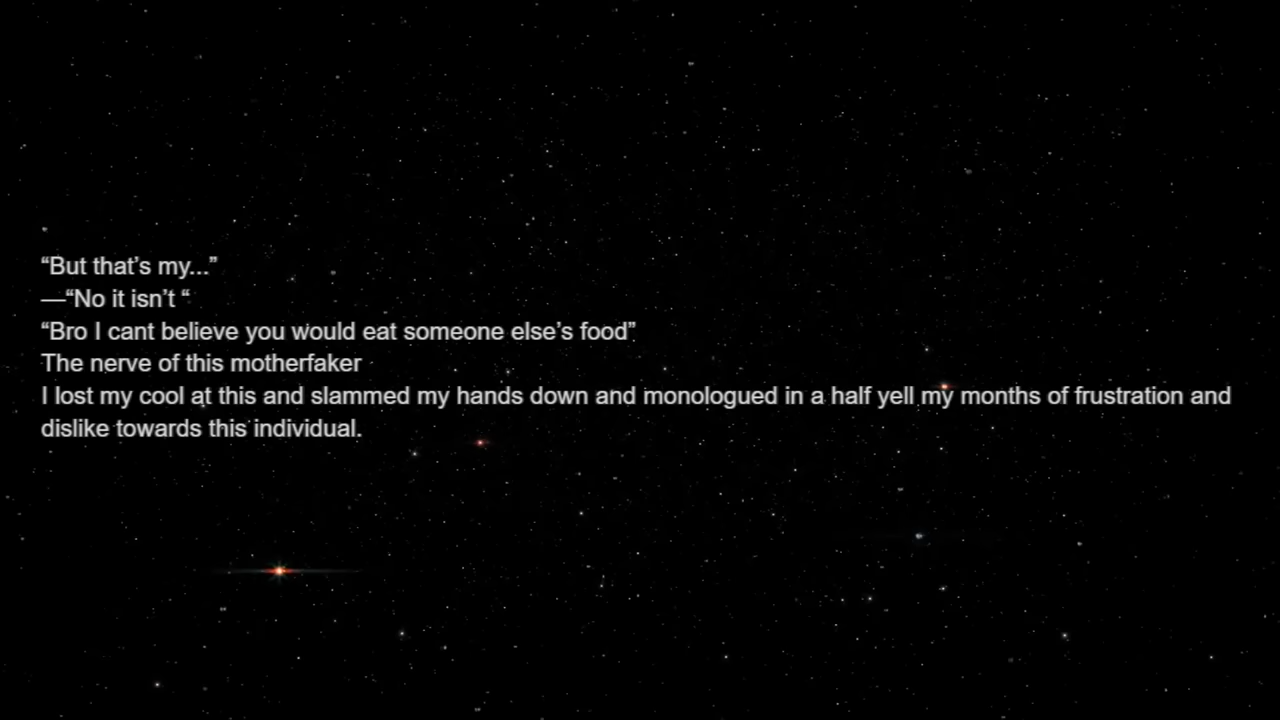 “But that’s my...”
—“No it isn’t “
“Bro I cant believe you would eat someone else’s food”
The nerve of this motherfaker
I lost my cool at this and slammed my hands down and monologued in a half yell my months of frustration and
dislike towards this individual.